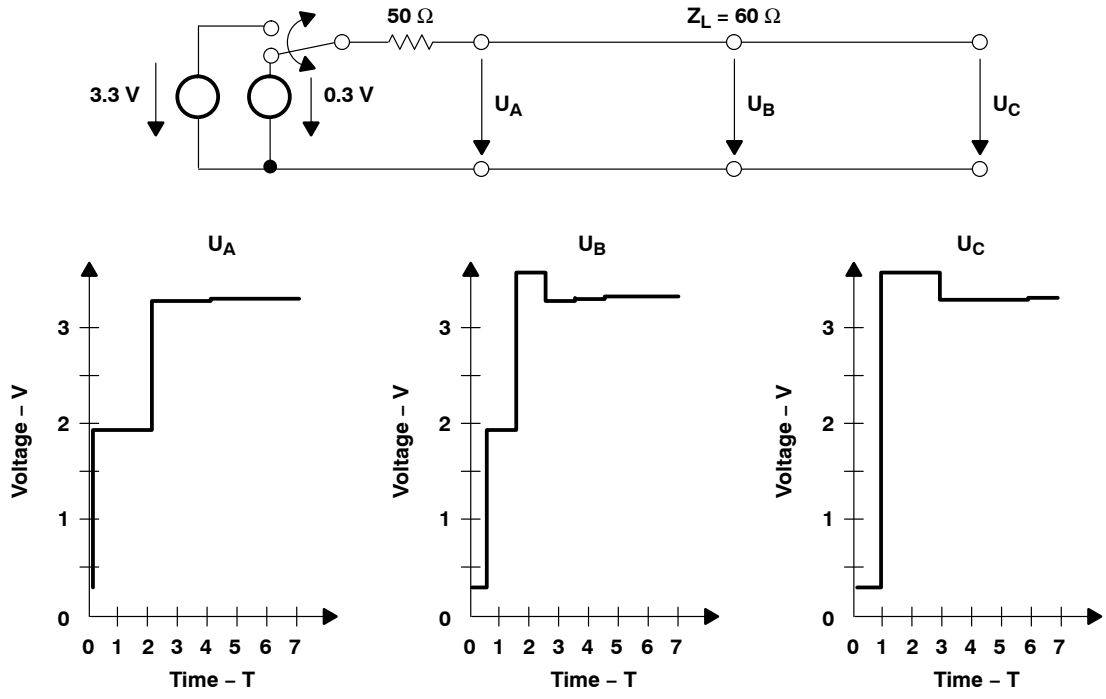 50 Ω
Z_L = 60 Ω
3.3 V
0.3 V
U_A
U_B
U_C
U_A
U_B
U_C
Voltage – V
3
2
1
0
0 1 2 3 4 5 6 7
Time – T
Voltage – V
3
2
1
0
0 1 2 3 4 5 6 7
Time – T
Voltage – V
3
2
1
0
0 1 2 3 4 5 6 7
Time – T